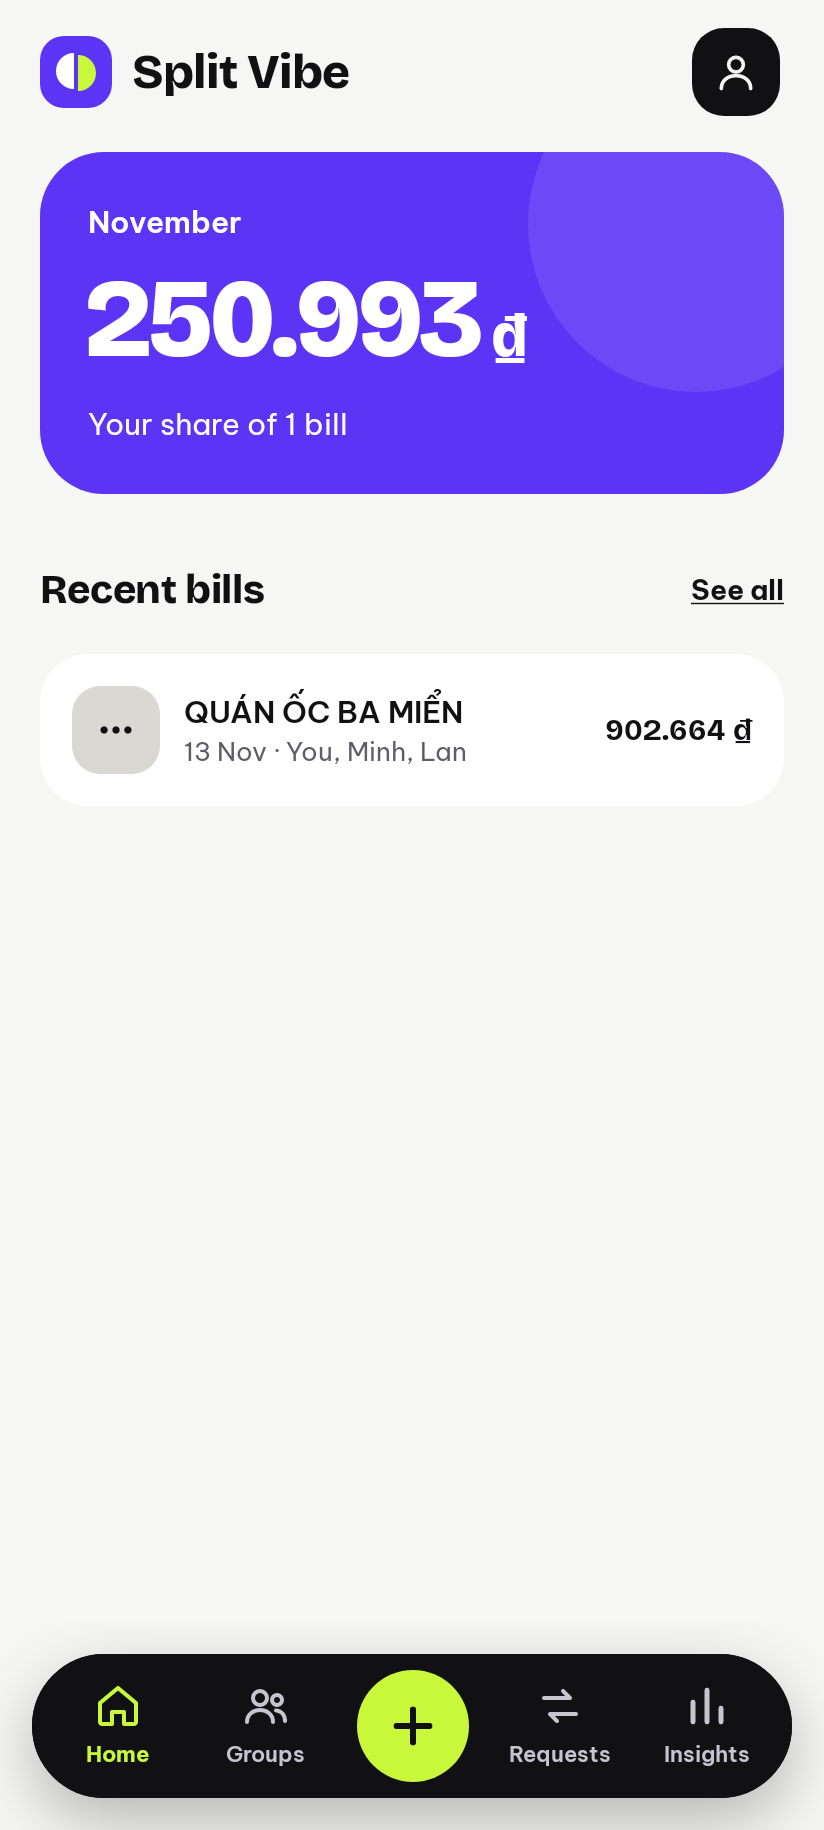 Split Vibe
November
250.993 ₫
Your share of 1 bill
Recent bills
See all
QUÁN ỐC BA MIỂN
13 Nov · You, Minh, Lan
902.664 ₫
Home
Groups
Requests
Insights